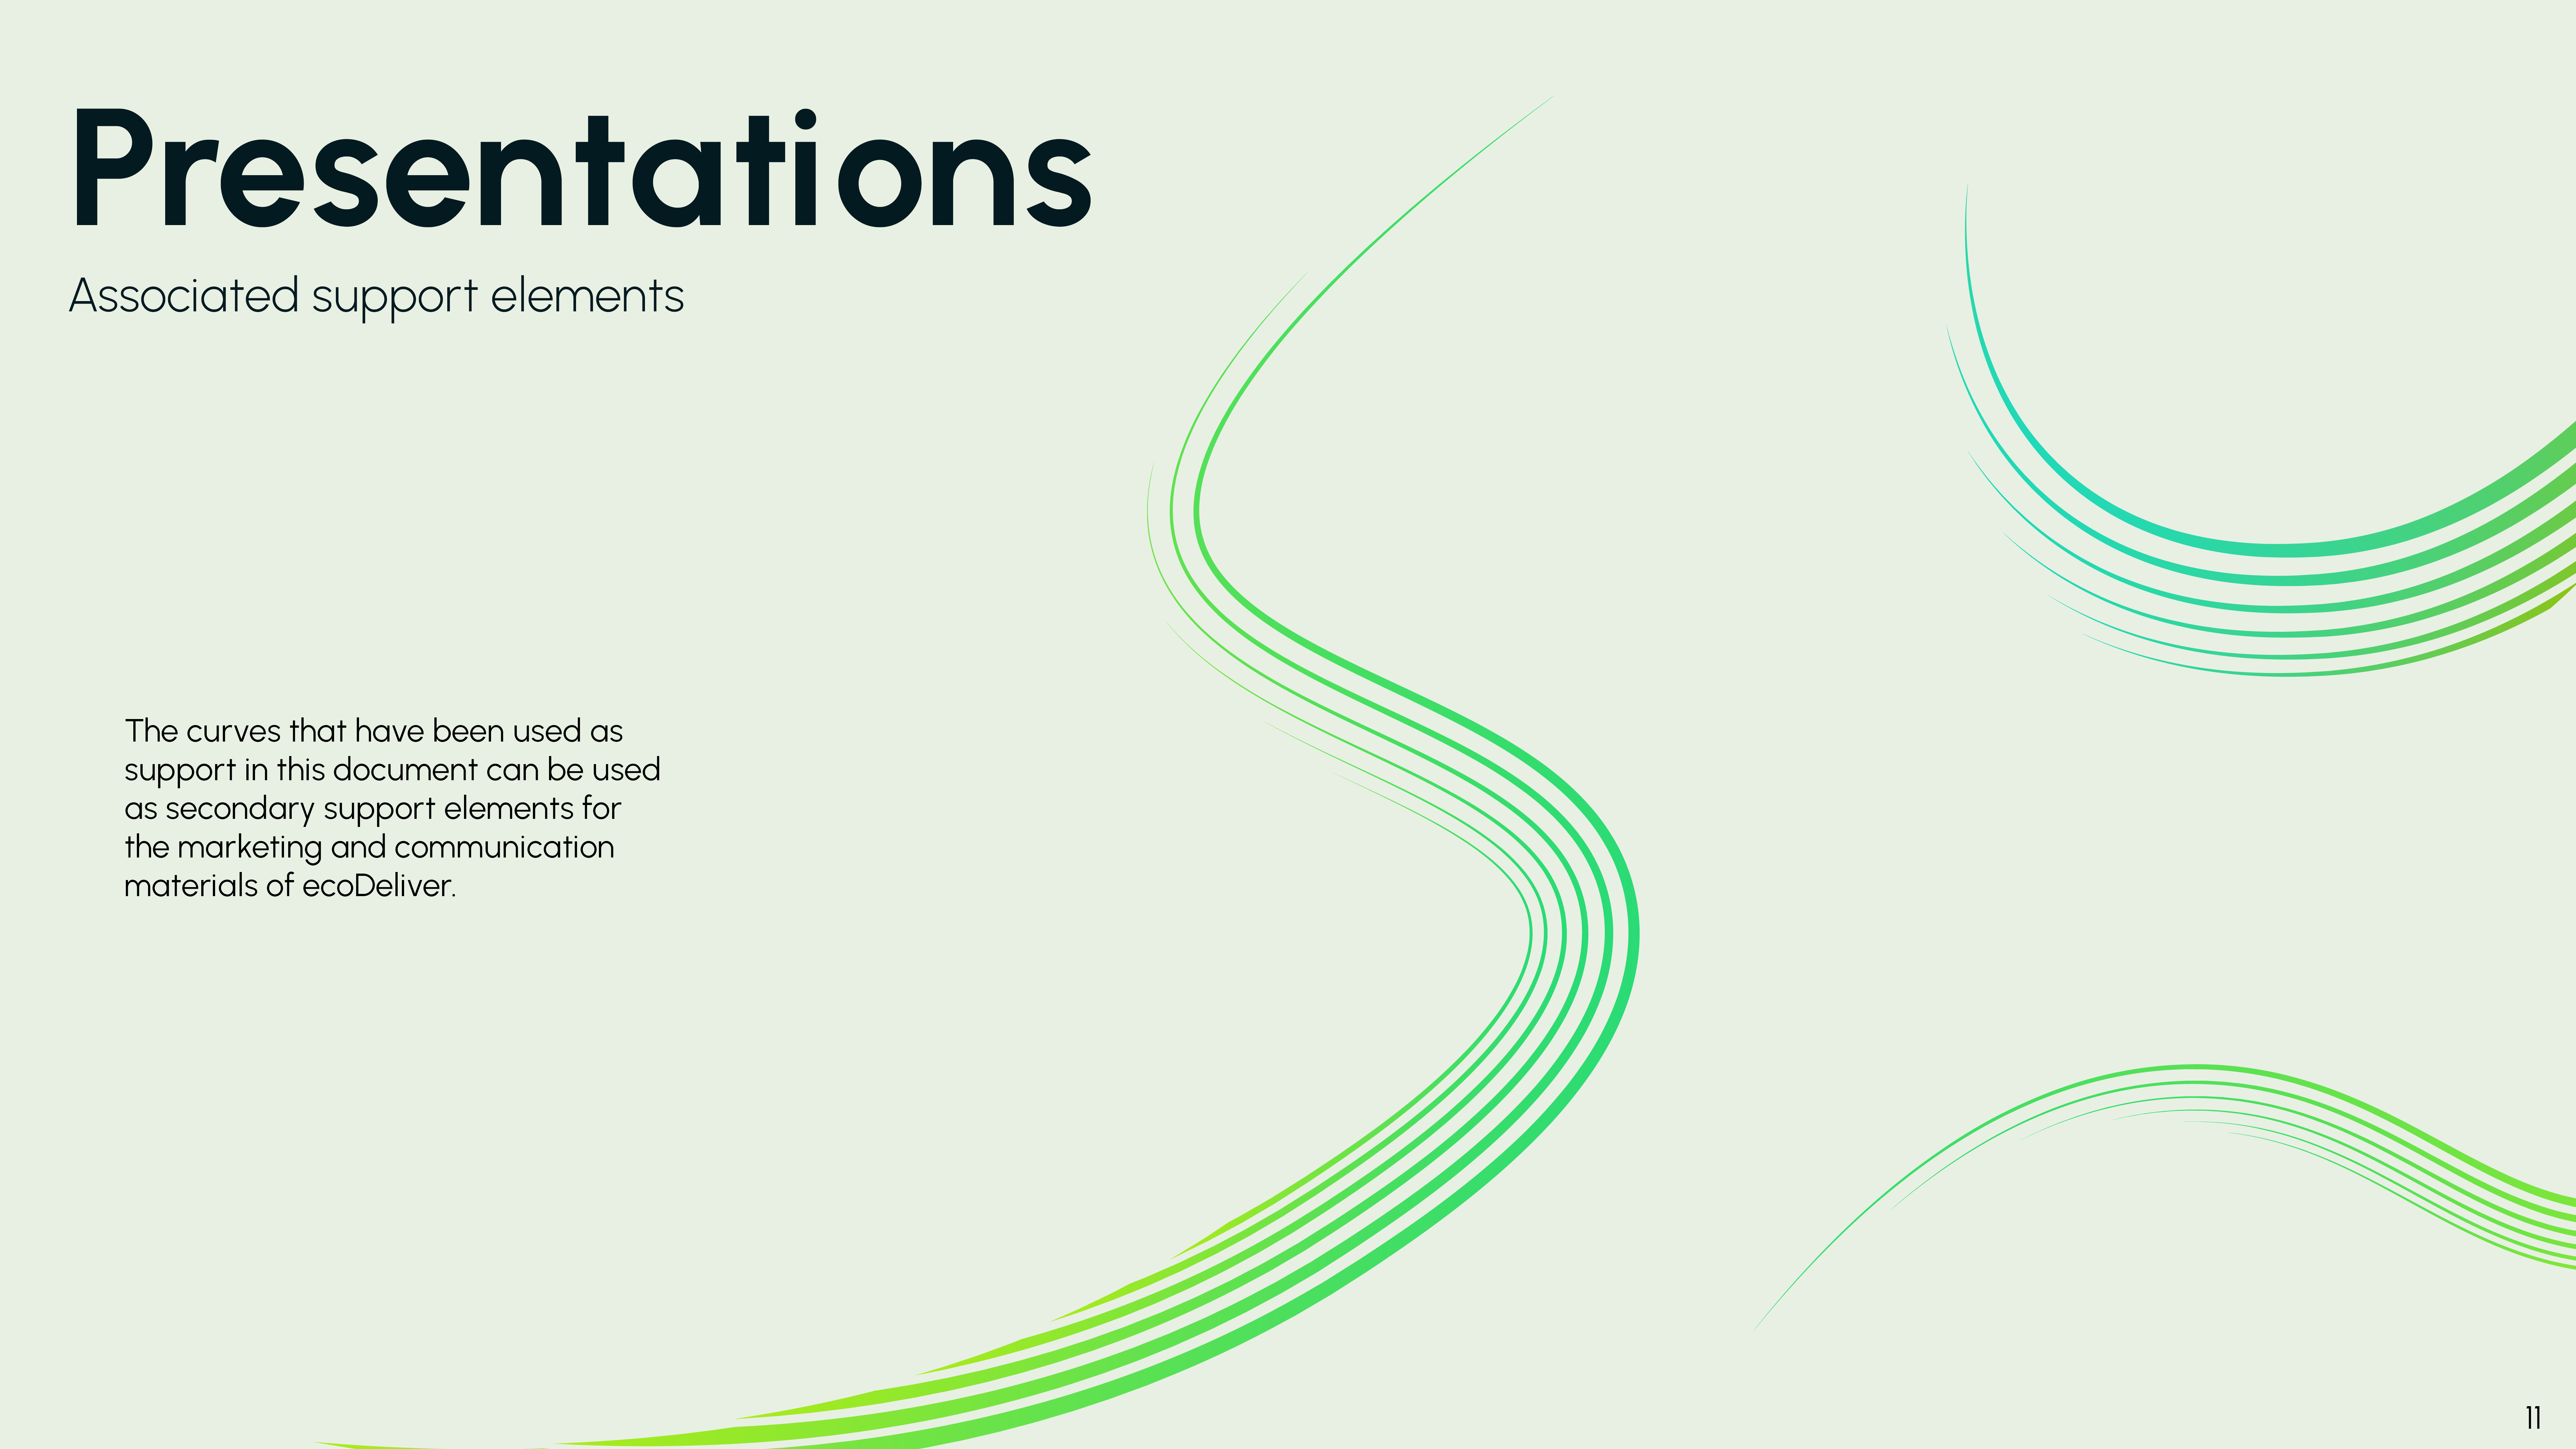 Presentations
Associated support elements
The curves that have been used as
support in this document can be used
as secondary support elements for
the marketing and communication
materials of ecoDeliver.
11